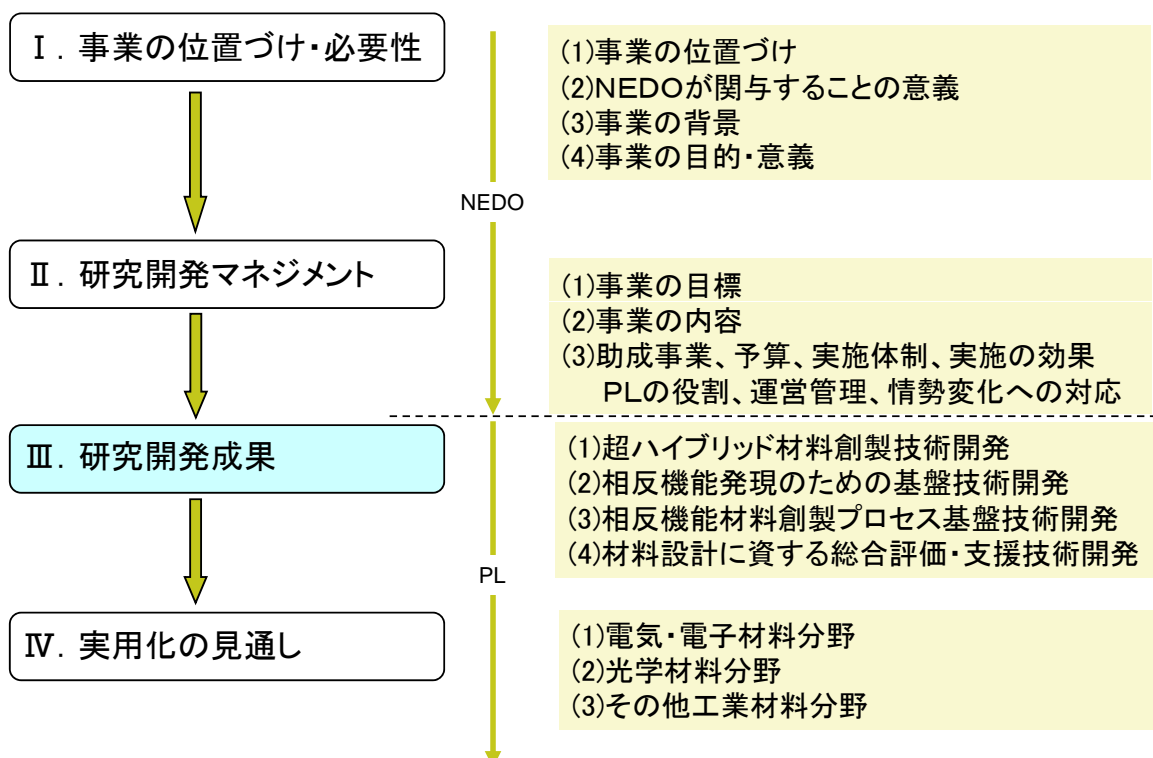 Ⅰ. 事業の位置づけ・必要性
(1)事業の位置づけ
(2)NEDOが関与することの意義
(3)事業の背景
(4)事業の目的・意義
NEDO
Ⅱ. 研究開発マネジメント
(1)事業の目標
(2)事業の内容
(3)助成事業、予算、実施体制、実施の効果
PLの役割、運営管理、情勢変化への対応
Ⅲ. 研究開発成果
(1)超ハイブリッド材料創製技術開発
(2)相反機能発現のための基盤技術開発
(3)相反機能材料創製プロセス基盤技術開発
(4)材料設計に資する総合評価・支援技術開発
PL
Ⅳ. 実用化の見通し
(1)電気・電子材料分野
(2)光学材料分野
(3)その他工業材料分野